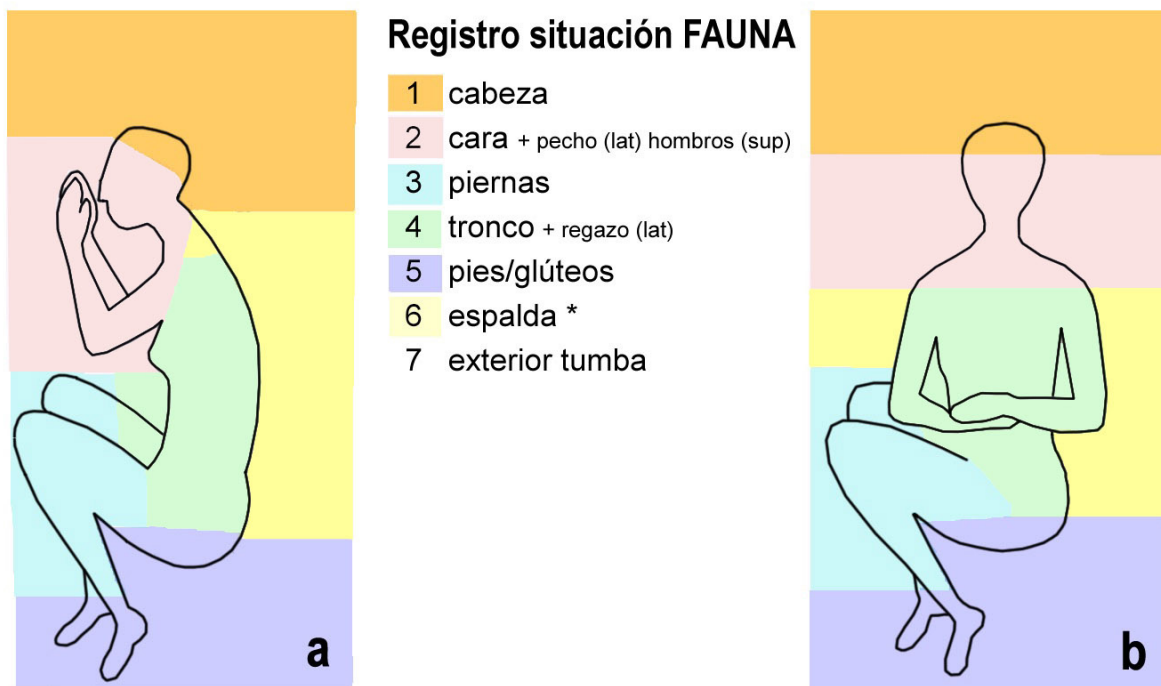 Registro situación FAUNA
1 cabeza
2 cara + pecho (lat) hombros (sup)
3 piernas
4 tronco + regazo (lat)
5 pies/glúteos
6 espalda *
7 exterior tumba
a
b